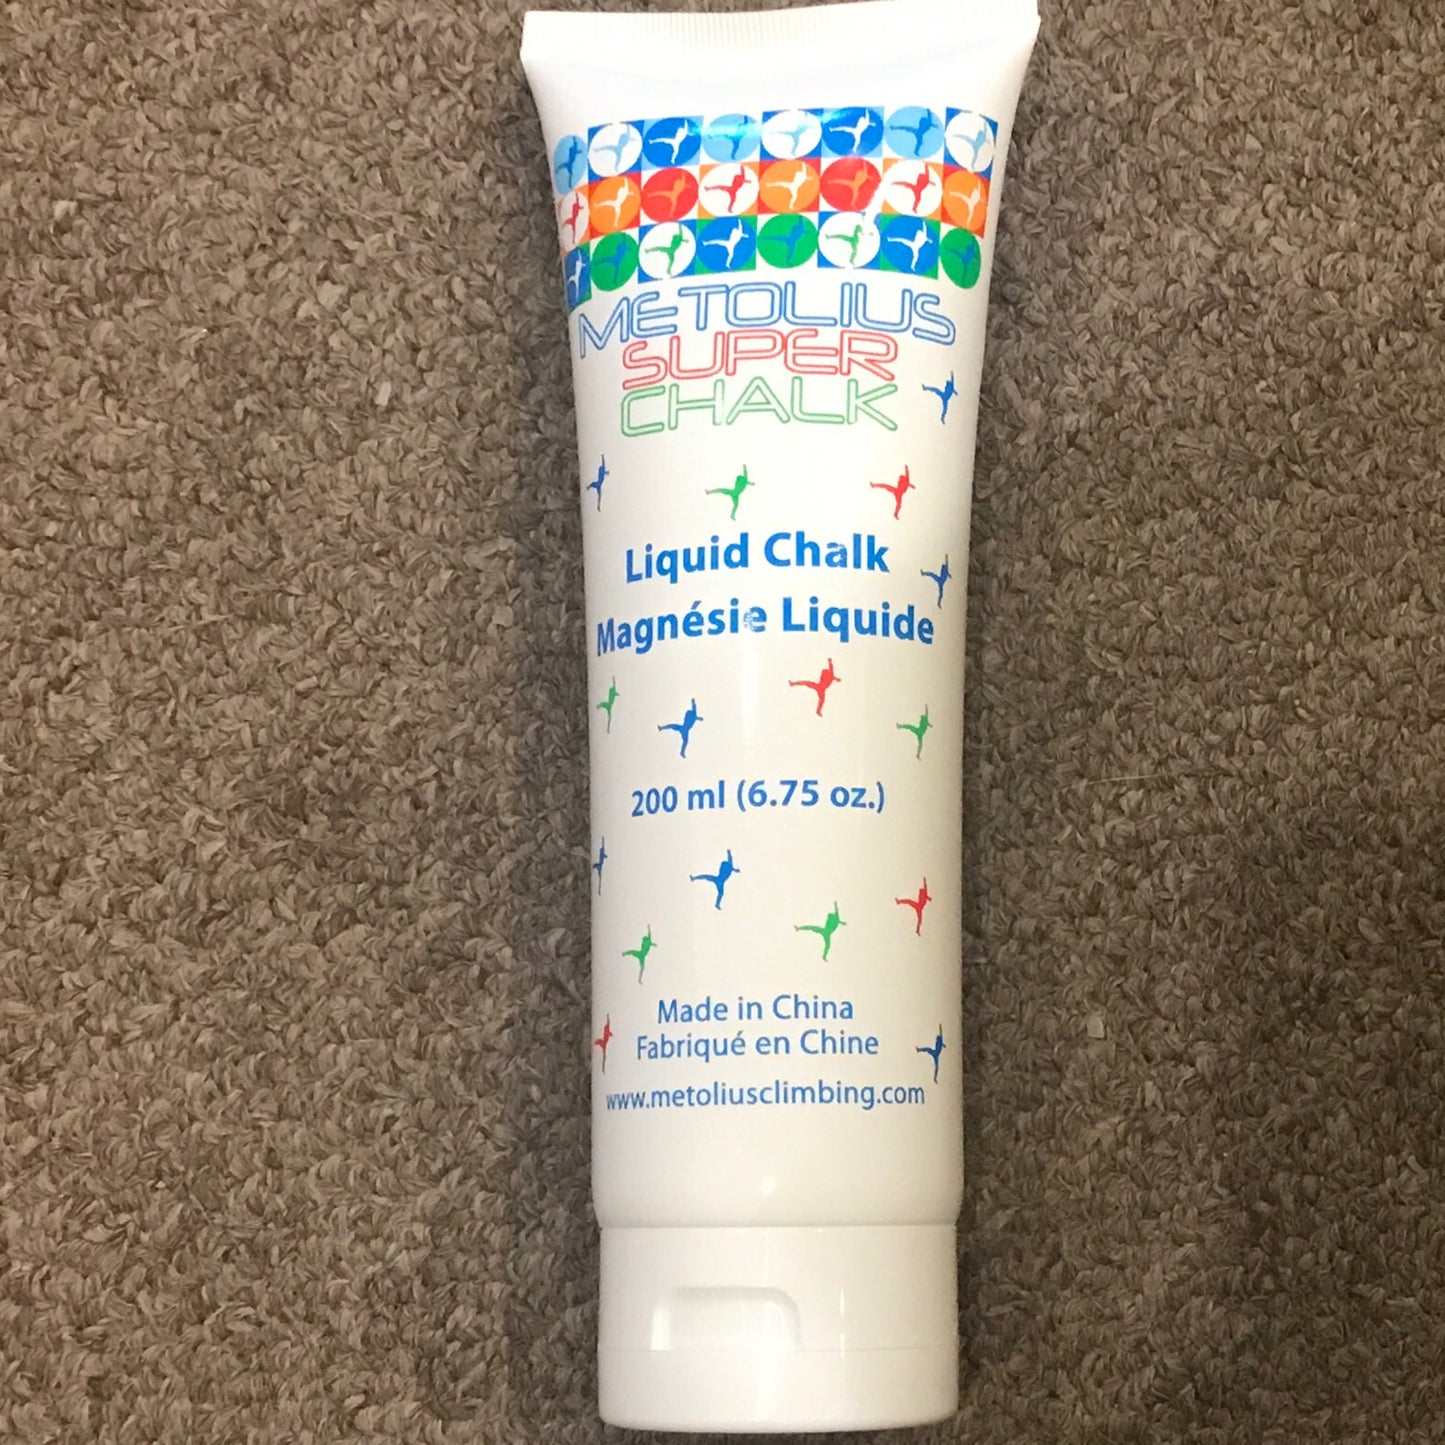 METOLIUS
SUPER
CHALK
Liquid Chalk
Magnésie Liquide
200 ml (6.75 oz.)
Made in China
Fabriqué en Chine
www.metoliusclimbing.com